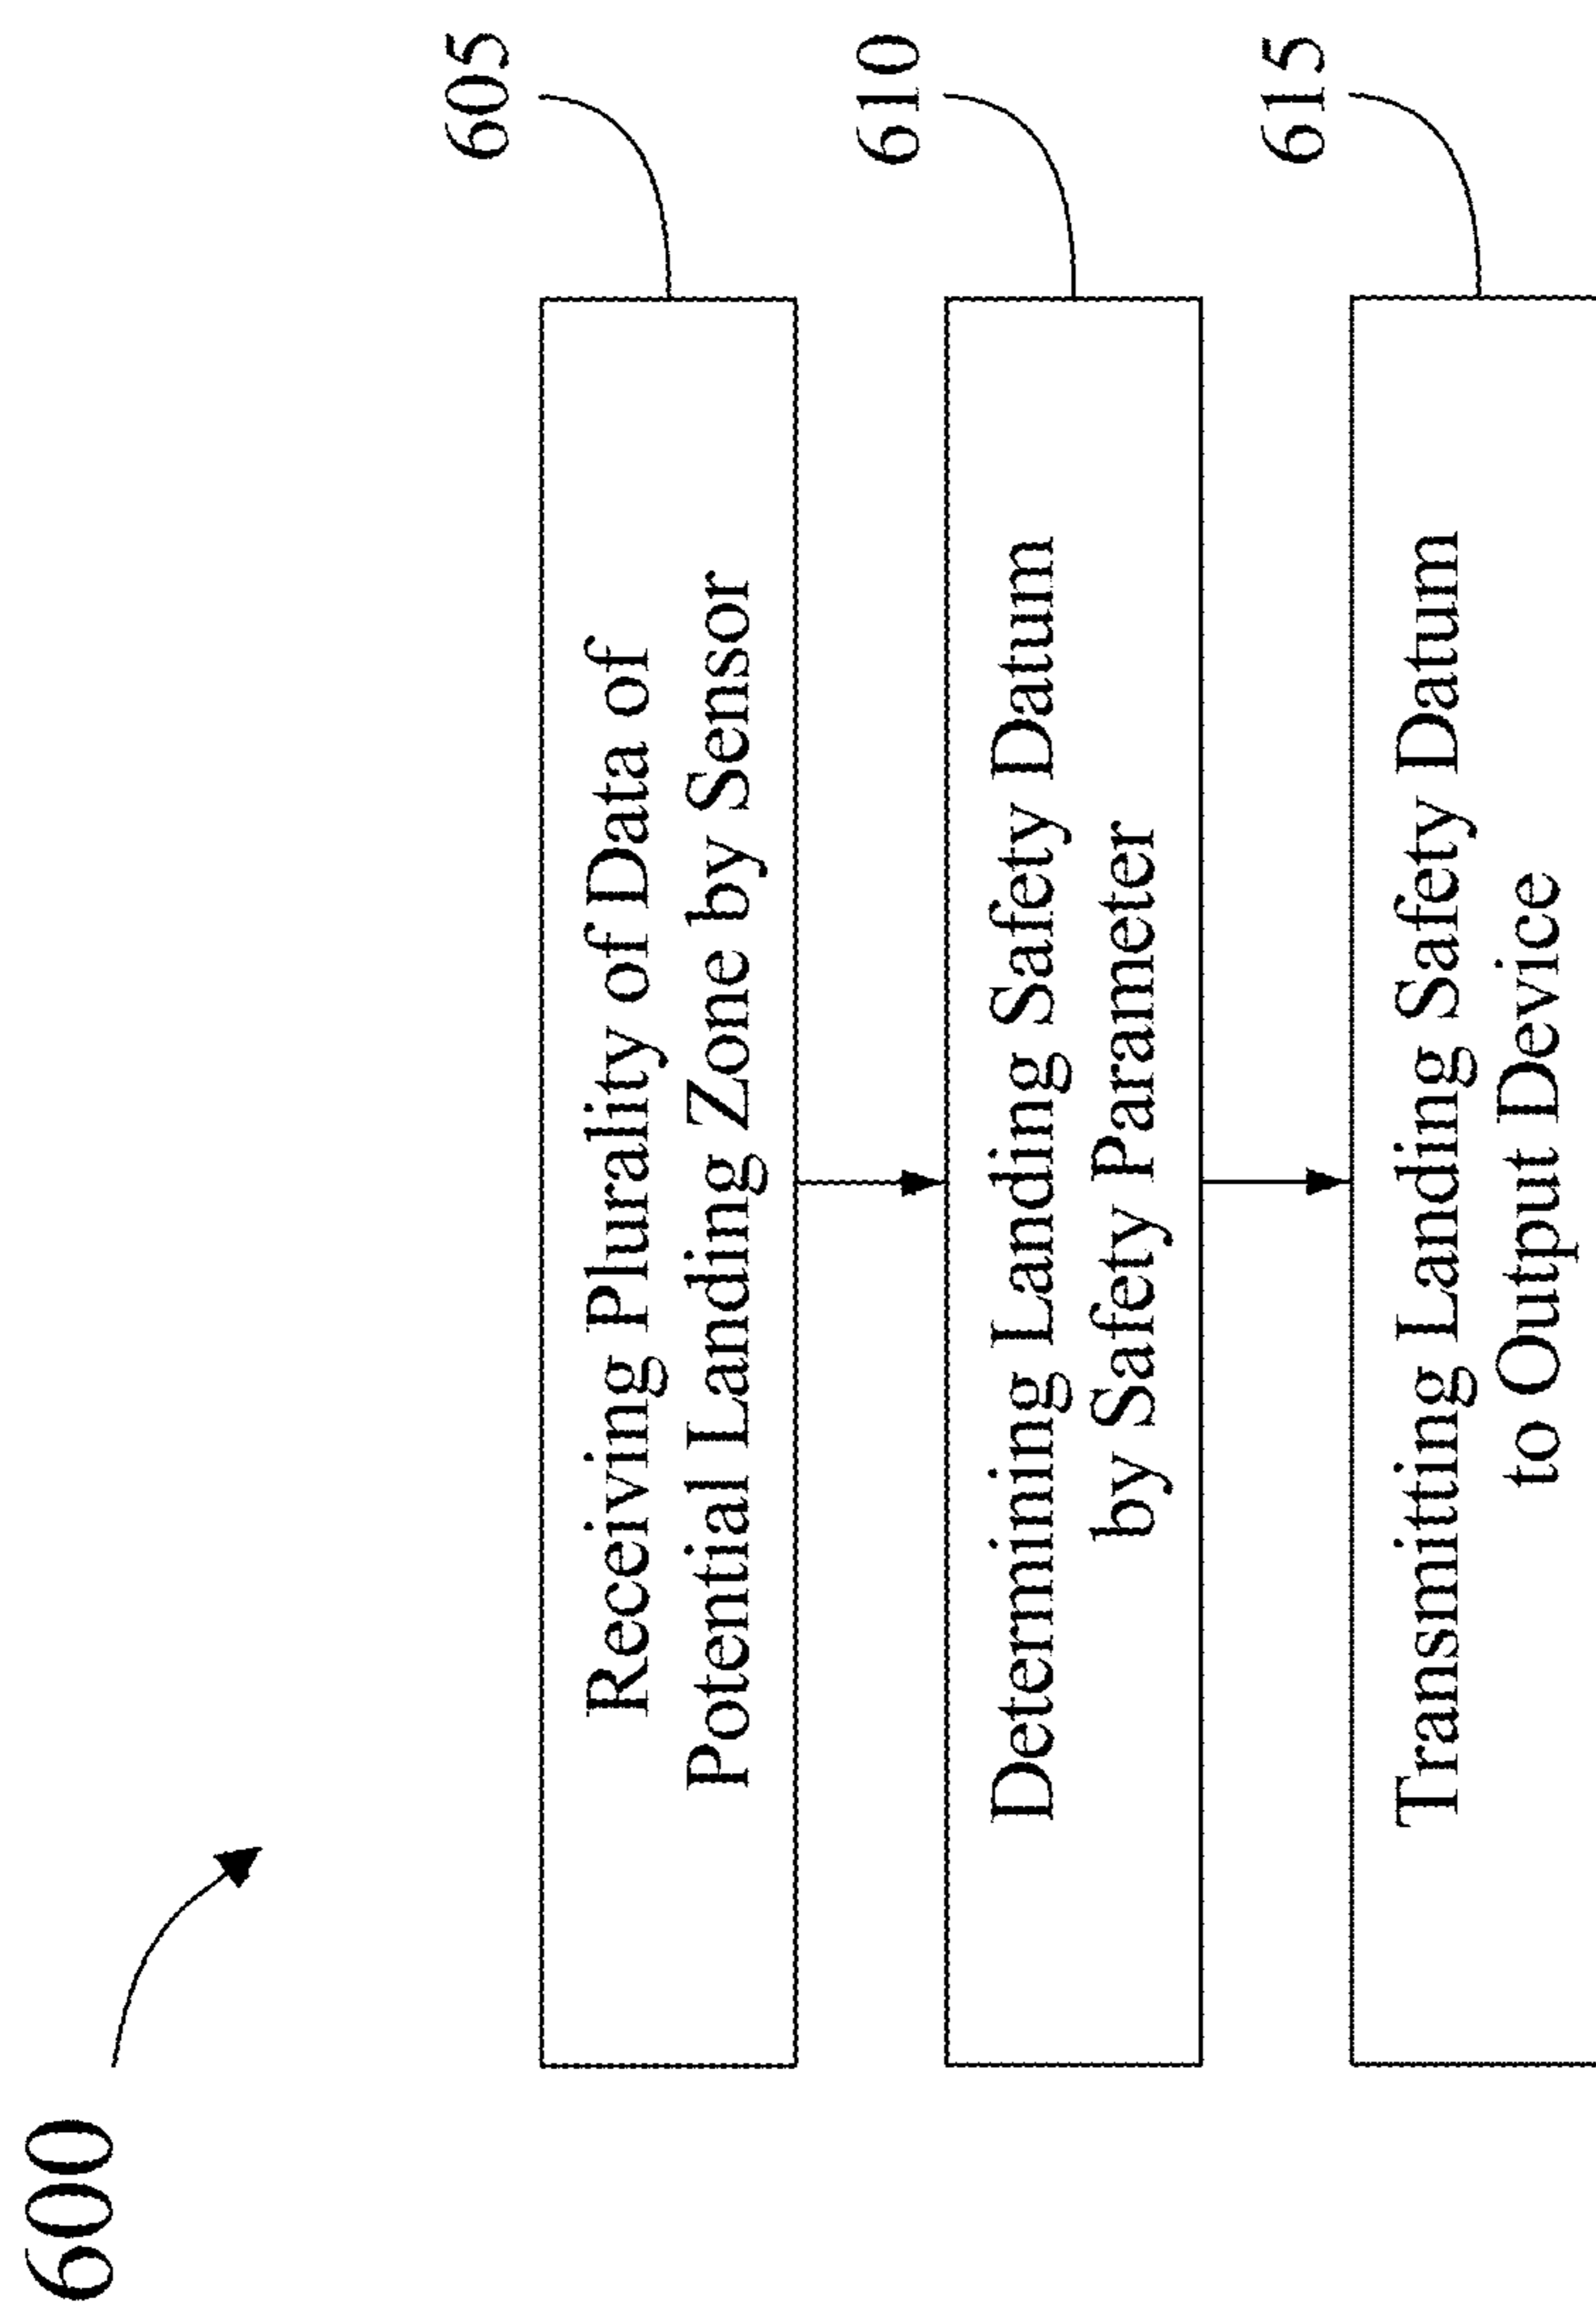 600
605
Receiving Plurality of Data of
Potential Landing Zone by Sensor
610
Determining Landing Safety Datum
by Safety Parameter
615
Transmitting Landing Safety Datum
to Output Device